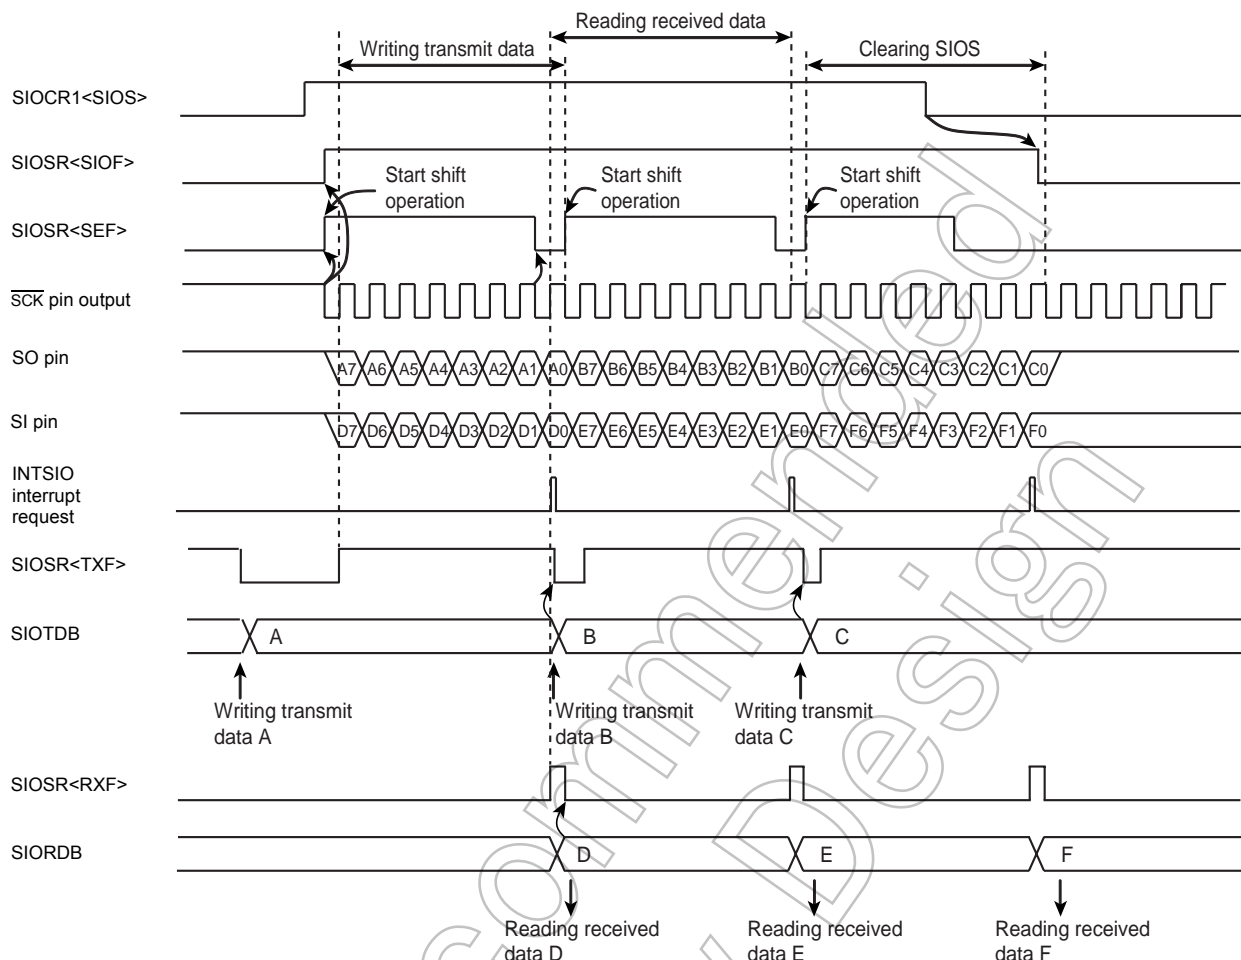 Reading received data
Writing transmit data
Clearing SIOS
SIOCR1<SIOS>
SIOSR<SIOF>
Start shift
operation
Start shift
operation
Start shift
operation
SIOSR<SEF>
SCK pin output
SO pin
A7 A6 A5 A4 A3 A2 A1 A0 B7 B6 B5 B4 B3 B2 B1 B0 C7 C6 C5 C4 C3 C2 C1 C0
SI pin
D7 D6 D5 D4 D3 D2 D1 D0 E7 E6 E5 E4 E3 E2 E1 E0 F7 F6 F5 F4 F3 F2 F1 F0
INTSIO
interrupt
request
SIOSR<TXF>
SIOTDB
A B C
Writing transmit
data A
Writing transmit
data B
Writing transmit
data C
SIOSR<RXF>
SIORDB
D E F
Reading received
data D
Reading received
data E
Reading received
data F
ommended
Design